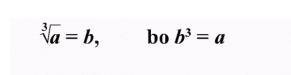 ∛a = b, bo b³ = a